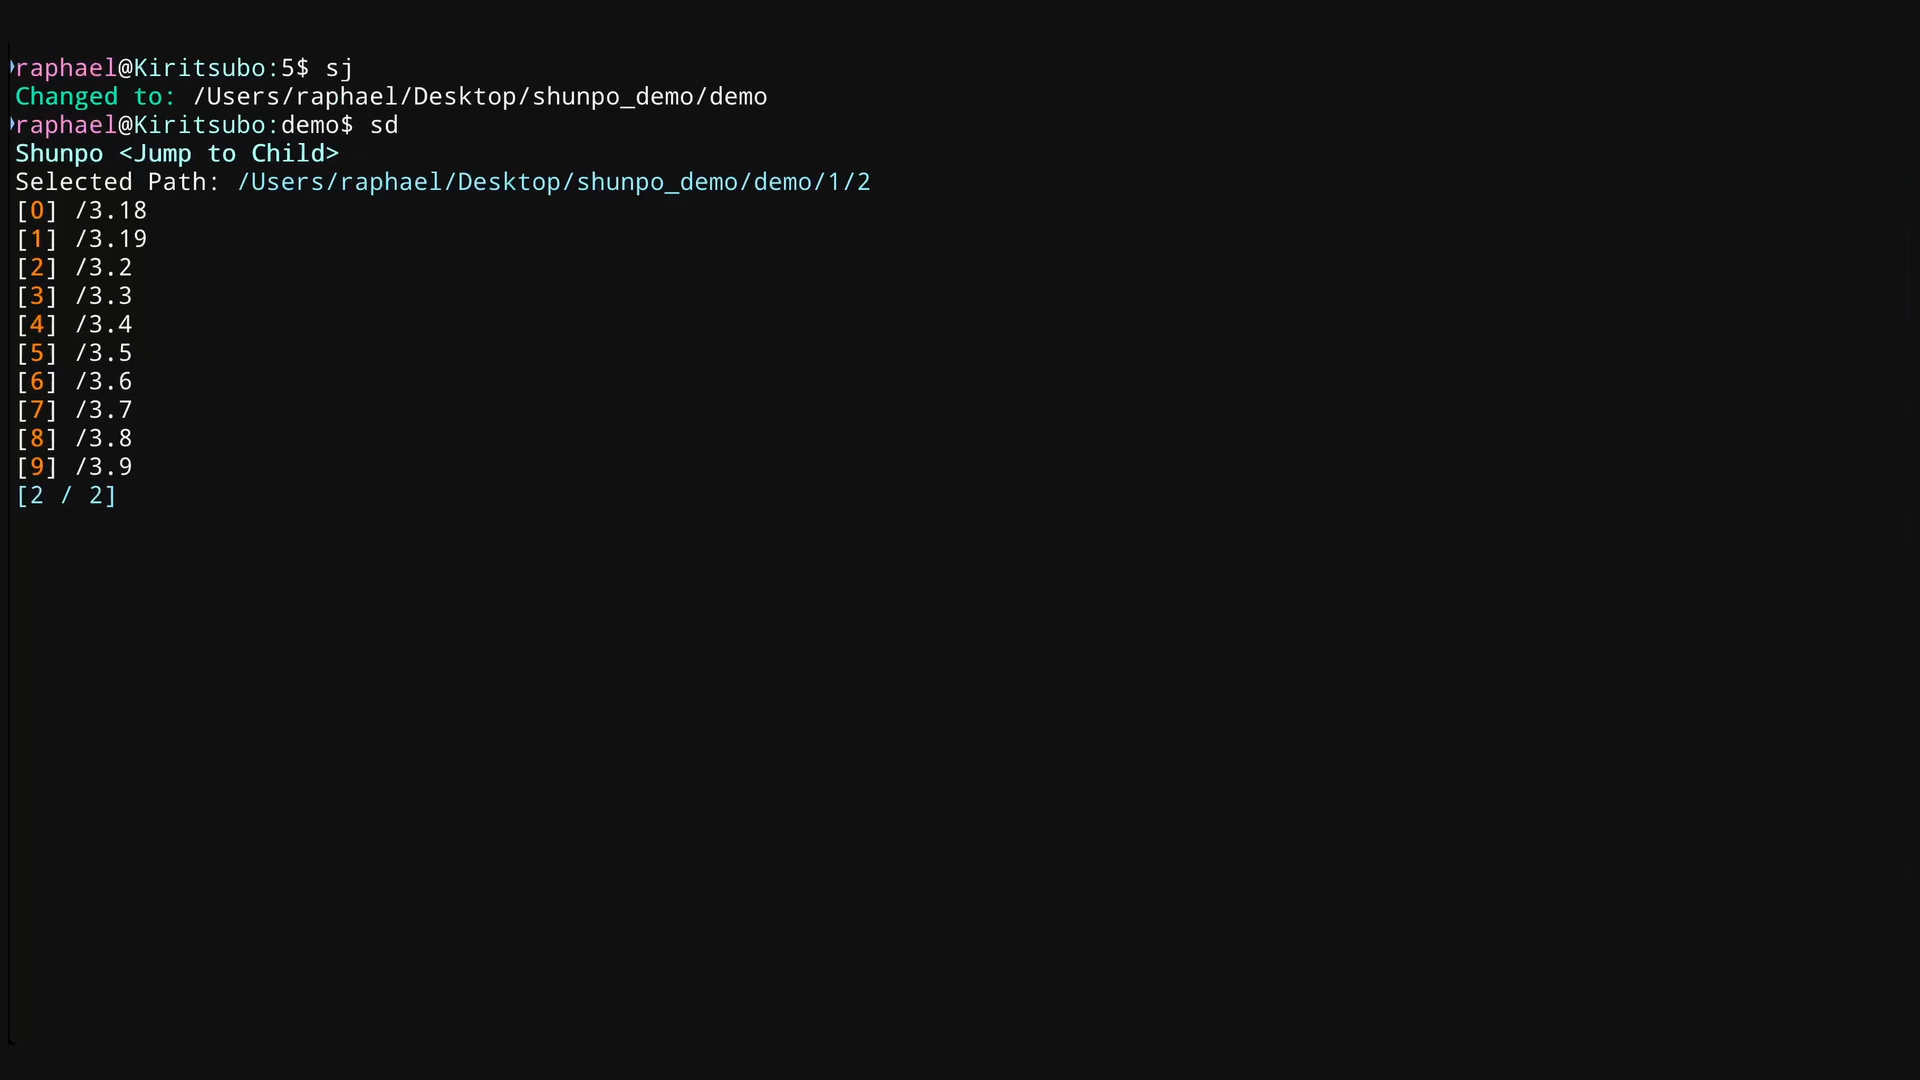 raphael@Kiritsubo:5$ sj
Changed to: /Users/raphael/Desktop/shunpo_demo/demo
raphael@Kiritsubo:demo$ sd
Shunpo <Jump to Child>
Selected Path: /Users/raphael/Desktop/shunpo_demo/demo/1/2
[0] /3.18
[1] /3.19
[2] /3.2
[3] /3.3
[4] /3.4
[5] /3.5
[6] /3.6
[7] /3.7
[8] /3.8
[9] /3.9
[2 / 2]